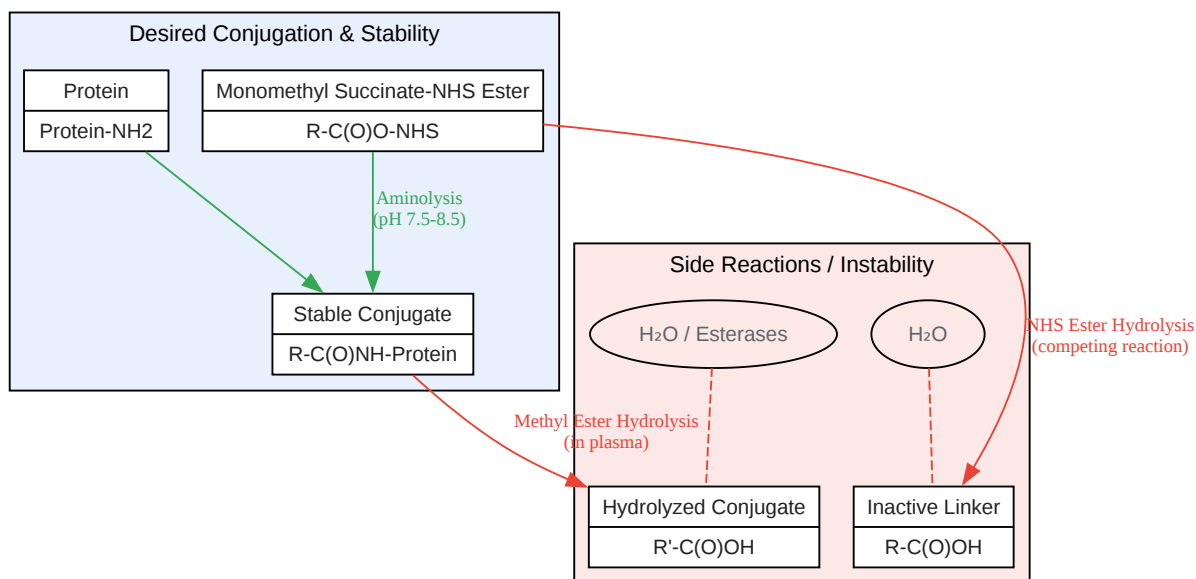 Desired Conjugation & Stability
Protein
Protein-NH2
Monomethyl Succinate-NHS Ester
R-C(O)O-NHS
Aminolysis
(pH 7.5-8.5)
Stable Conjugate
R-C(O)NH-Protein
Side Reactions / Instability
H₂O / Esterases
H₂O
NHS Ester Hydrolysis
(competing reaction)
Methyl Ester Hydrolysis
(in plasma)
Hydrolyzed Conjugate
R'-C(O)OH
Inactive Linker
R-C(O)OH